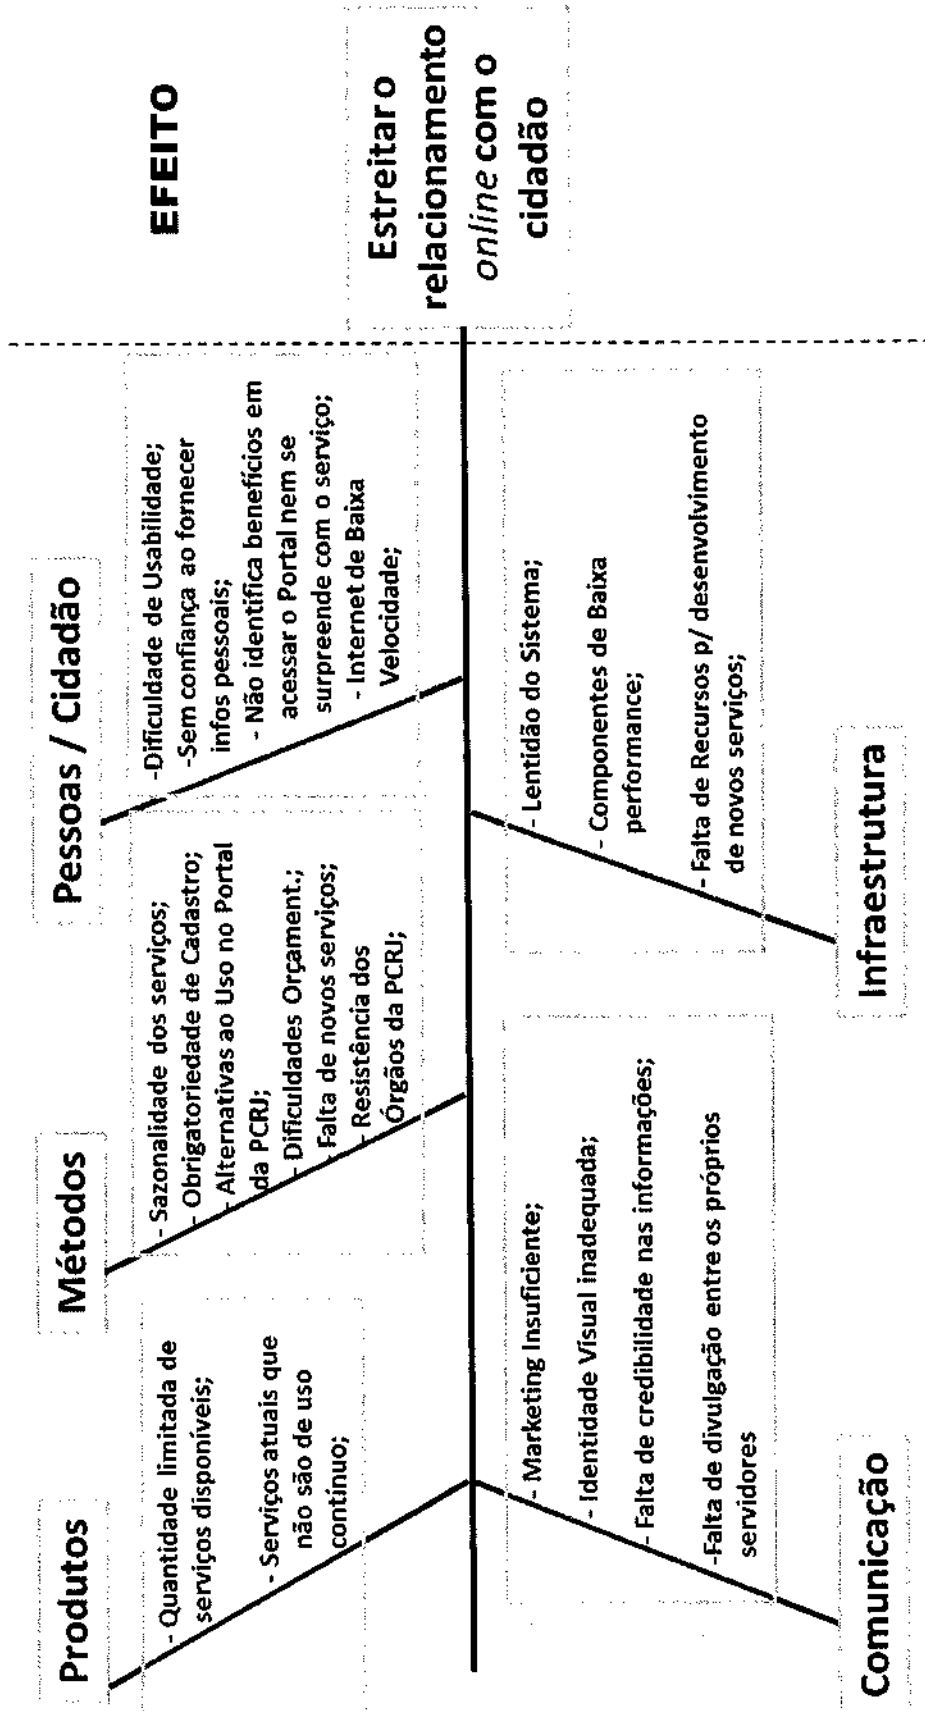 EFEITO
Estreitar o
relacionamento
online com o
cidadão
Produtos
- Quantidade limitada de
serviços disponíveis;
- Serviços atuais que
não são de uso
contínuo;
Métodos
- Sazonalidade dos serviços;
- Obrigatoriedade de Cadastro;
- Alternativas ao Uso no Portal
da PCRJ;
- Dificuldades Orçament.;
- Falta de novos serviços;
- Resistência dos
Órgãos da PCRJ;
Pessoas / Cidadão
-Dificuldade de Usabilidade;
-Sem confiança ao fornecer
infos pessoais;
- Não identifica benefícios em
acessar o Portal nem se
surpreende com o serviço;
- Internet de Baixa
Velocidade;
- Marketing Insuficiente;
- Identidade Visual inadequada;
- Falta de credibilidade nas informações;
-Falta de divulgação entre os próprios
servidores
Comunicação
- Lentidão do Sistema;
- Componentes de Baixa
performance;
- Falta de Recursos p/ desenvolvimento
de novos serviços;
Infraestrutura